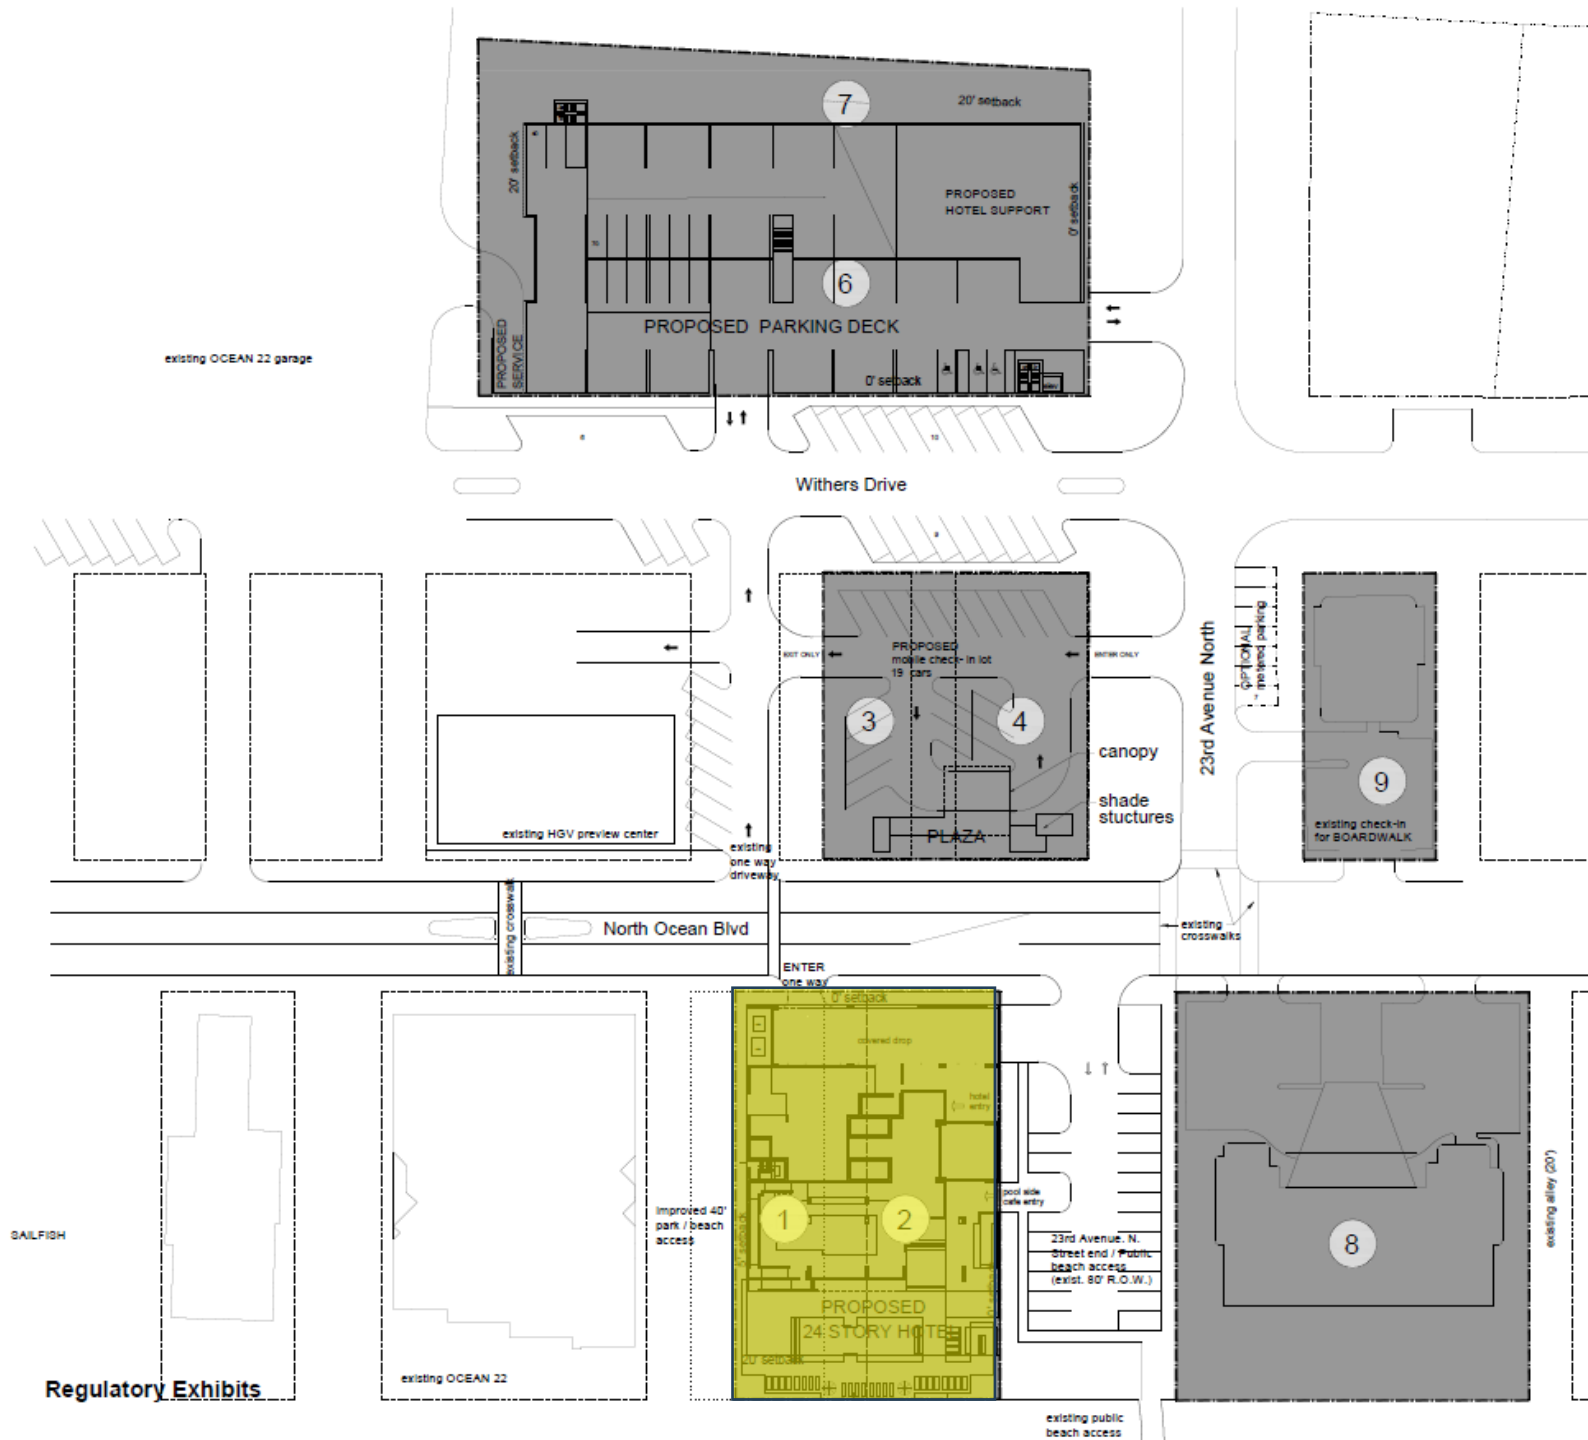 7
20' setback
20' setback
PROPOSED
HOTEL SUPPORT
0' setback
6
PROPOSED PARKING DECK
PROPOSED
SERVICE
0' setback
existing OCEAN 22 garage
10
Withers Drive
PROPOSED
mobile check- in lot
19 cars
EXIT ONLY
ENTER ONLY
3
4
canopy
shade
stuctures
PLAZA
23rd Avenue North
OPTIONAL
metered parking
7
9
existing check-in
for BOARDWALK
existing HGV preview center
existing
one way
driveway
existing crosswalk
North Ocean Blvd
existing
crosswalks
ENTER
one way
0' setback
covered drop
hotel
entry
pool side
cafe entry
1
2
improved 40'
park / beach
access
5' setback
0' setback
PROPOSED
24 STORY HOTEL
20' setback
23rd Avenue. N.
Street end / Public
beach access
(exist. 80' R.O.W.)
8
existing alley (20')
SAILFISH
existing OCEAN 22
Regulatory Exhibits
existing public
beach access